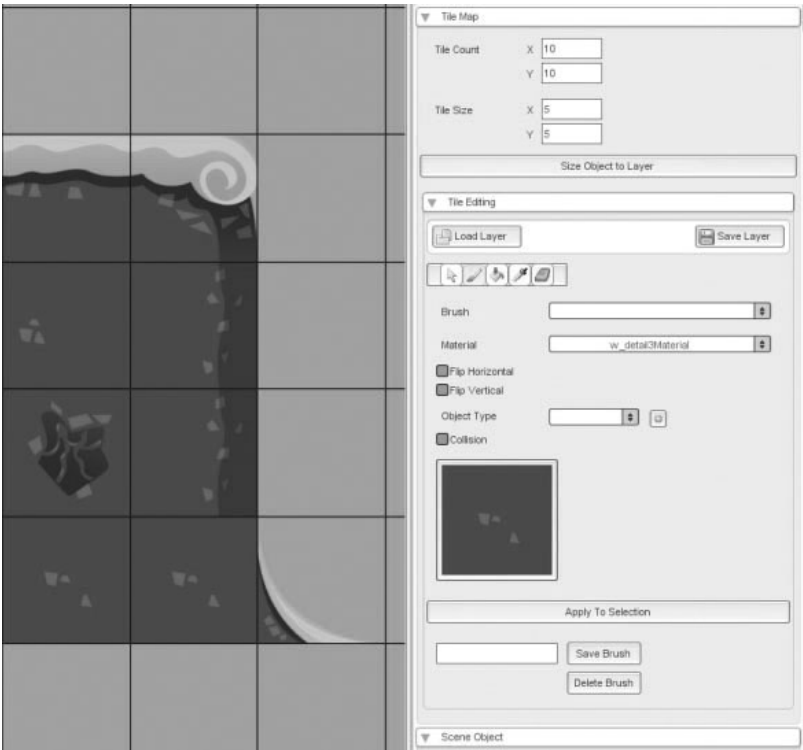 Tile Map
Tile Count X 10
Y 10
Tile Size X 5
Y 5
Size Object to Layer
Tile Editing
Load Layer Save Layer
Brush
Material w_detail3Material
Flip Horizontal
Flip Vertical
Object Type
Collision
Apply To Selection
Save Brush
Delete Brush
Scene Object